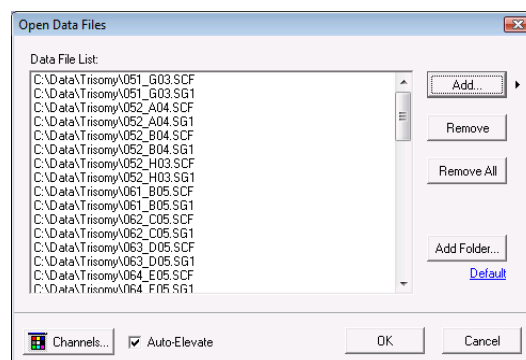 Open Data Files
Data File List:
C:\Data\Trisomy\051_G03.SCF
C:\Data\Trisomy\051_G03.SG1
C:\Data\Trisomy\052_A04.SCF
C:\Data\Trisomy\052_A04.SG1
C:\Data\Trisomy\052_B04.SCF
C:\Data\Trisomy\052_B04.SG1
C:\Data\Trisomy\052_H03.SCF
C:\Data\Trisomy\052_H03.SG1
C:\Data\Trisomy\061_B05.SCF
C:\Data\Trisomy\061_B05.SG1
C:\Data\Trisomy\062_C05.SCF
C:\Data\Trisomy\062_C05.SG1
C:\Data\Trisomy\063_D05.SCF
C:\Data\Trisomy\063_D05.SG1
C:\Data\Trisomy\064_E05.SCF
C:\Data\Trisomy\064_E05.SG1
Add...
Remove
Remove All
Add Folder...
Default
Channels...
Auto-Elevate
OK
Cancel